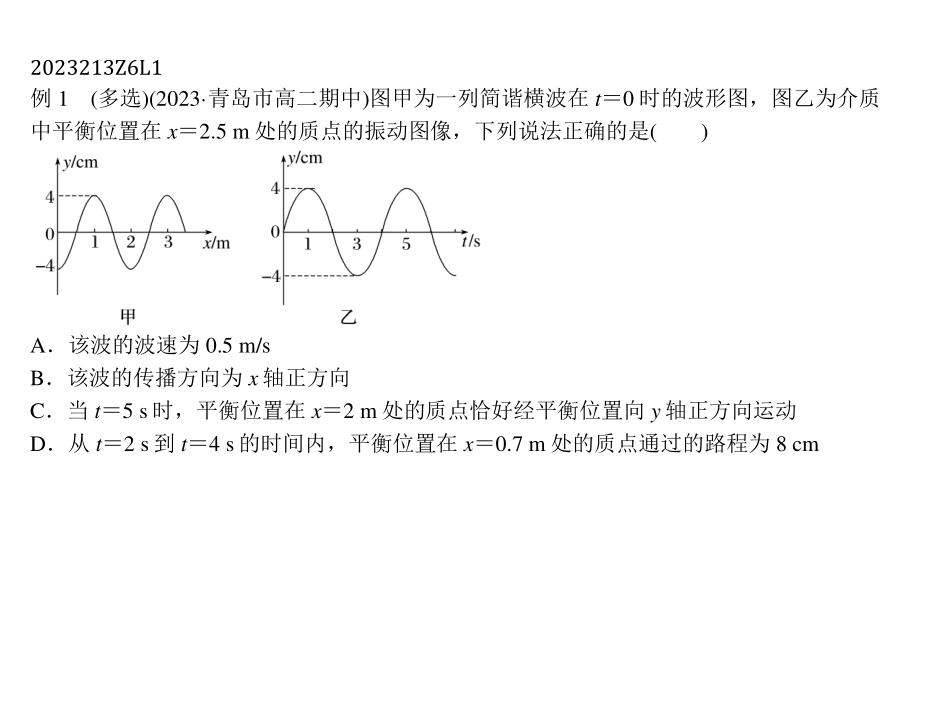 2023213Z6L1
例 1 (多选)(2023·青岛市高二期中)图甲为一列简谐横波在 t＝0 时的波形图，图乙为介质
中平衡位置在 x＝2.5 m 处的质点的振动图像，下列说法正确的是(　　)
y/cm
4
0
−4
1
2
3
x/m
甲
y/cm
4
0
−4
1
3
5
t/s
乙
A．该波的波速为 0.5 m/s
B．该波的传播方向为 x 轴正方向
C．当 t＝5 s 时，平衡位置在 x＝2 m 处的质点恰好经平衡位置向 y 轴正方向运动
D．从 t＝2 s 到 t＝4 s 的时间内，平衡位置在 x＝0.7 m 处的质点通过的路程为 8 cm